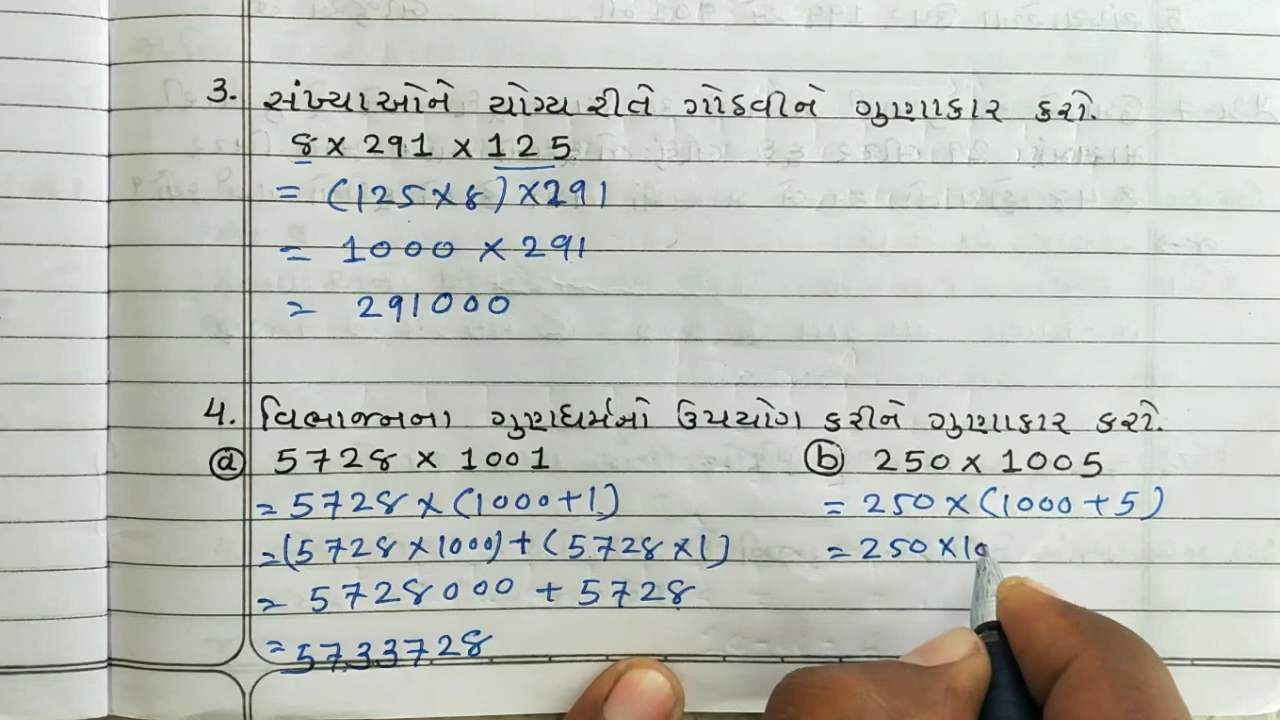 3. સંખ્યાઓને યોગ્ય રીતે ગોઠવીને ગુણાકાર કરો.
8 × 291 × 125
= (125 × 8) × 291
= 1000 × 291
= 291000
4. વિભાજનના ગુણધર્મનો ઉપયોગ કરીને ગુણાકાર કરો.
ⓐ 5728 × 1001
= 5728 × (1000 + 1)
= (5728 × 1000) + (5728 × 1)
= 5728000 + 5728
= 5733728
ⓑ 250 × 1005
= 250 × (1000 + 5)
= 250 × 10